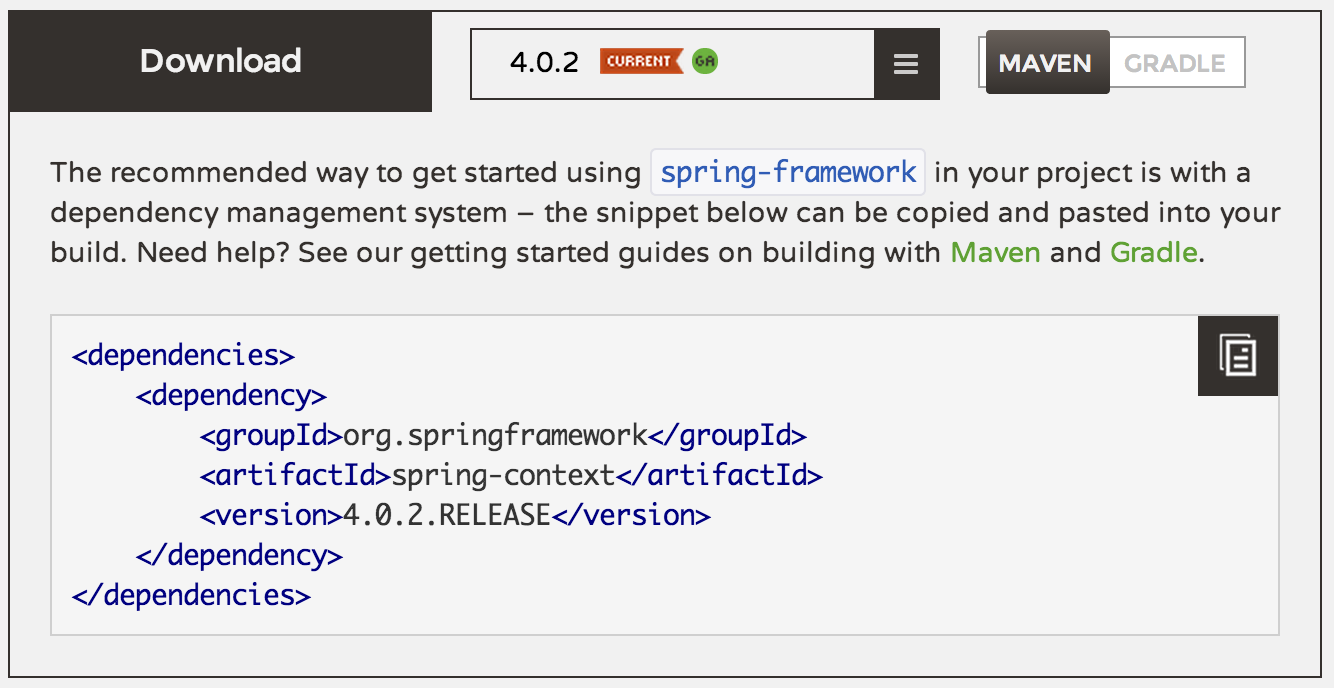 Download
4.0.2 CURRENT GA
MAVEN GRADLE
The recommended way to get started using spring-framework in your project is with a
dependency management system – the snippet below can be copied and pasted into your
build. Need help? See our getting started guides on building with Maven and Gradle.
<dependencies>
    <dependency>
        <groupId>org.springframework</groupId>
        <artifactId>spring-context</artifactId>
        <version>4.0.2.RELEASE</version>
    </dependency>
</dependencies>